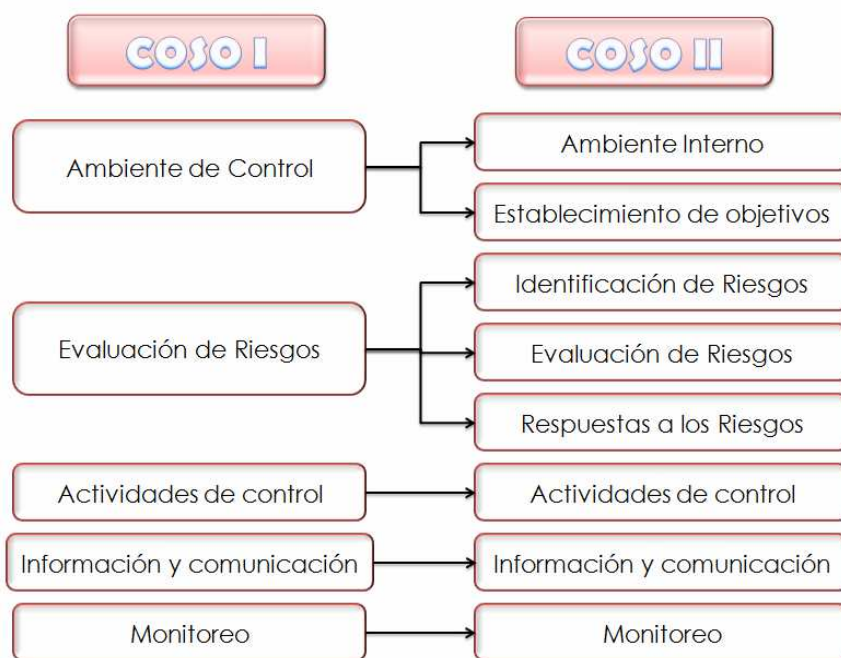 COSO I
COSO II
Ambiente de Control
Ambiente Interno
Establecimiento de objetivos
Evaluación de Riesgos
Identificación de Riesgos
Evaluación de Riesgos
Respuestas a los Riesgos
Actividades de control
Actividades de control
Información y comunicación
Información y comunicación
Monitoreo
Monitoreo